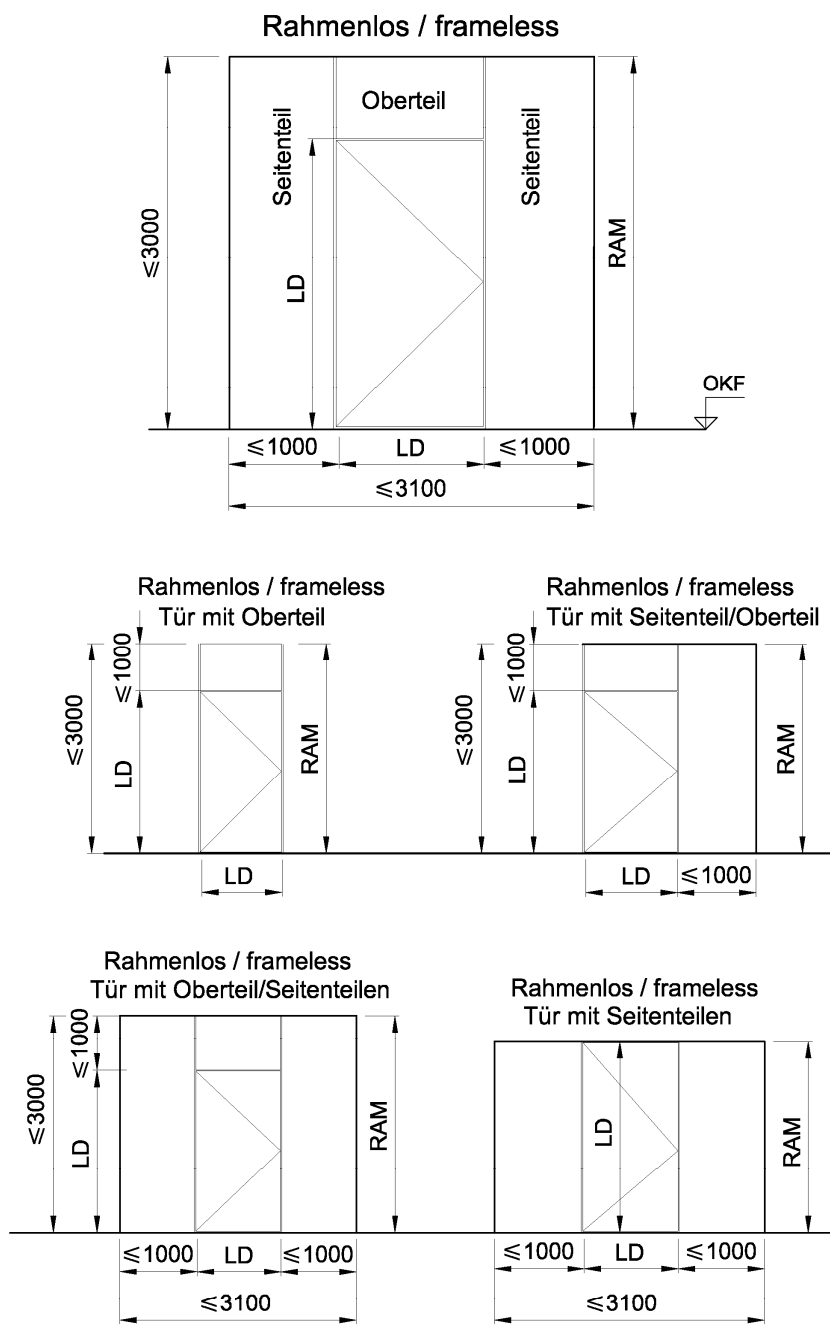 Rahmenlos / frameless
Oberteil
Seitenteil
Seitenteil
≤3000
LD
RAM
OKF
≤1000
LD
≤1000
≤3100
Rahmenlos / frameless
Tür mit Oberteil
≤1000
≤3000
LD
RAM
LD
Rahmenlos / frameless
Tür mit Seitenteil/Oberteil
≤1000
≤3000
LD
RAM
LD
≤1000
Rahmenlos / frameless
Tür mit Oberteil/Seitenteilen
≤1000
≤3000
LD
RAM
≤1000
LD
≤1000
≤3100
Rahmenlos / frameless
Tür mit Seitenteilen
LD
RAM
≤1000
LD
≤1000
≤3100